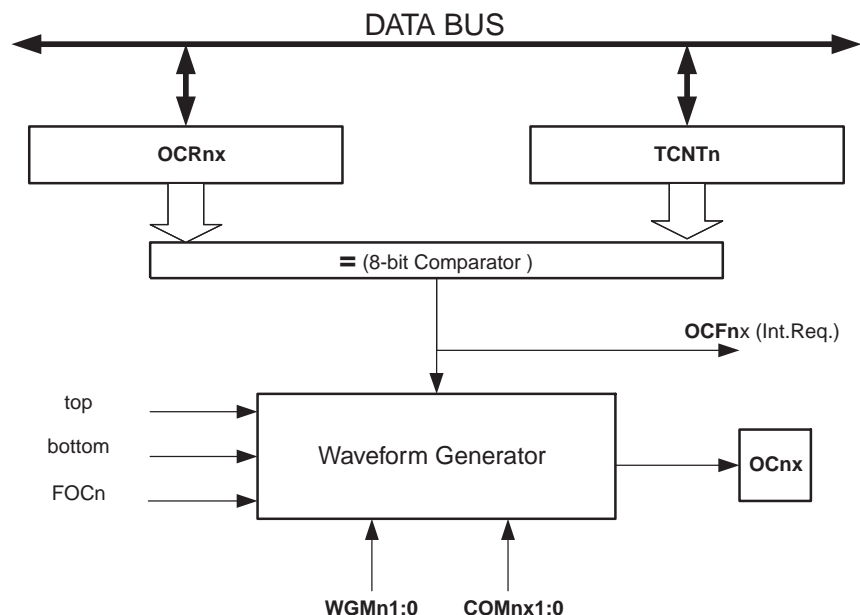 DATA BUS
OCRnx
TCNTn
= (8-bit Comparator )
OCFnx (Int.Req.)
top
bottom
FOCn
Waveform Generator
OCnx
WGMn1:0
COMnx1:0